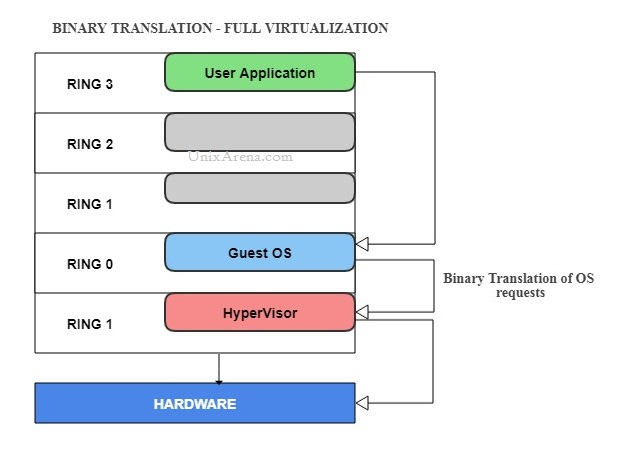 BINARY TRANSLATION - FULL VIRTUALIZATION
RING 3
User Application
RING 2
UnixArena.com
RING 1
RING 0
Guest OS
Binary Translation of OS
requests
RING 1
HyperVisor
HARDWARE